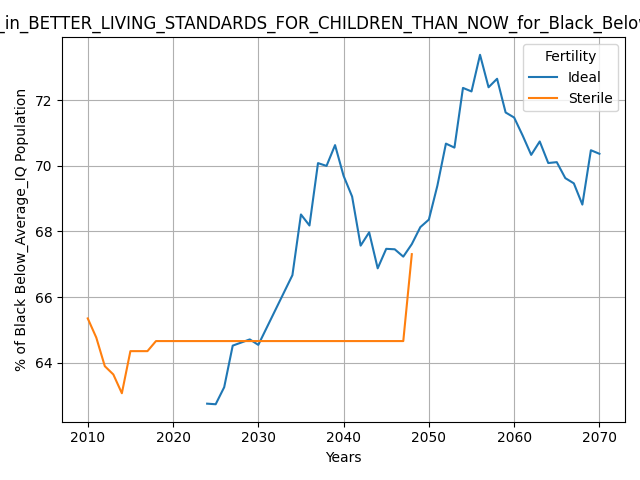 _in_BETTER_LIVING_STANDARDS_FOR_CHILDREN_THAN_NOW_for_Black_Below
Fertility
Ideal
Sterile
% of Black Below_Average_IQ Population
72
70
68
66
64
2010 2020 2030 2040 2050 2060 2070
Years